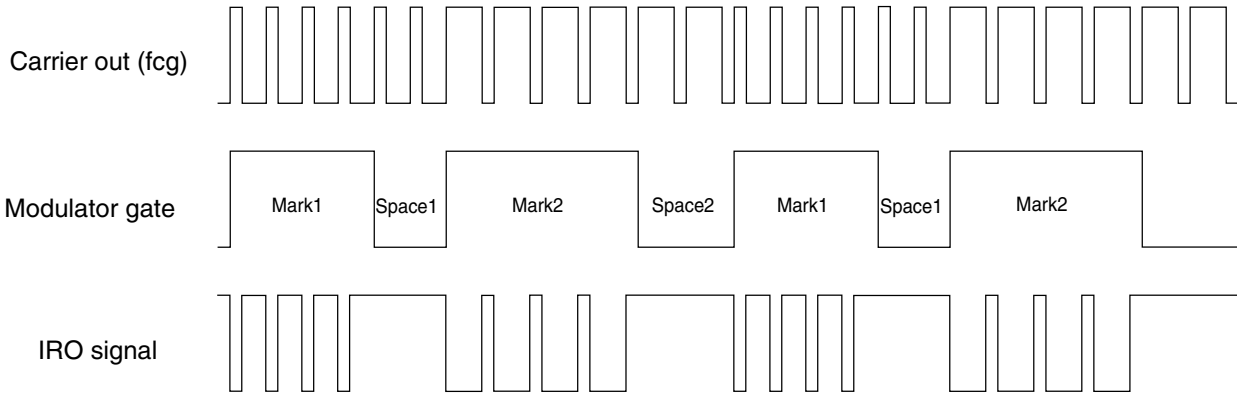 Carrier out (fcg)
Modulator gate
Mark1
Space1
Mark2
Space2
Mark1
Space1
Mark2
IRO signal